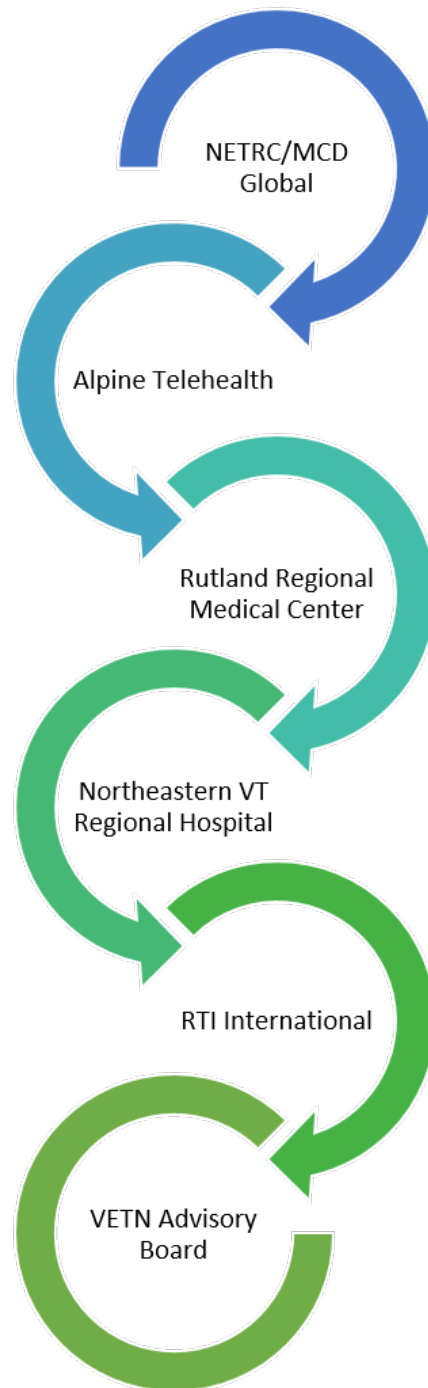 NETRC/MCD
Global
Alpine Telehealth
Rutland Regional
Medical Center
Northeastern VT
Regional Hospital
RTI International
VETN Advisory
Board